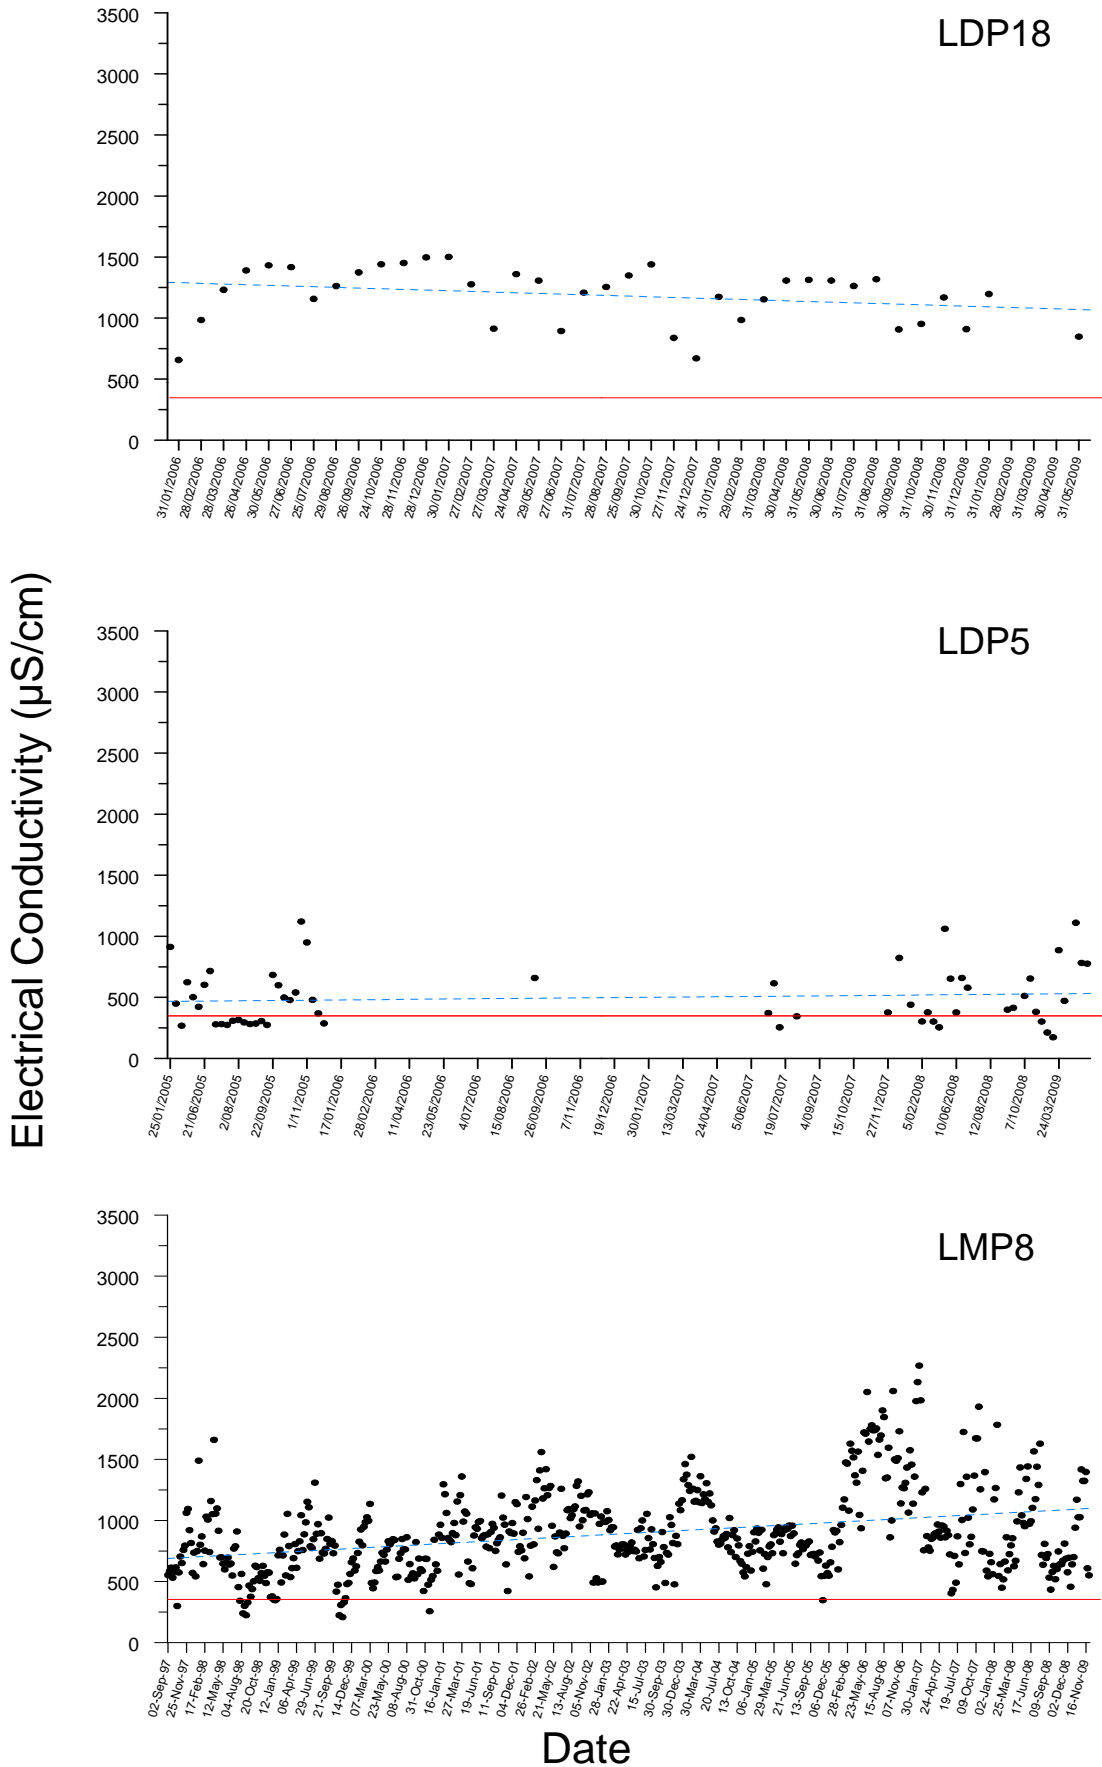 LDP18
3500
3000
2500
2000
1500
1000
500
0
31/01/2006
28/02/2006
28/03/2006
26/04/2006
30/05/2006
27/06/2006
25/07/2006
29/08/2006
26/09/2006
24/10/2006
28/11/2006
28/12/2006
30/01/2007
27/02/2007
27/03/2007
24/04/2007
29/05/2007
27/06/2007
31/07/2007
28/08/2007
25/09/2007
30/10/2007
27/11/2007
24/12/2007
31/01/2008
29/02/2008
31/03/2008
30/04/2008
31/05/2008
30/06/2008
31/07/2008
31/08/2008
30/09/2008
31/10/2008
30/11/2008
31/12/2008
31/01/2009
28/02/2009
31/03/2009
30/04/2009
31/05/2009
Electrical Conductivity (µS/cm)
LDP5
3500
3000
2500
2000
1500
1000
500
0
25/01/2005
21/06/2005
2/08/2005
22/09/2005
1/11/2005
17/01/2006
28/02/2006
11/04/2006
23/05/2006
4/07/2006
15/08/2006
26/09/2006
7/11/2006
19/12/2006
30/01/2007
13/03/2007
24/04/2007
5/06/2007
19/07/2007
4/09/2007
15/10/2007
27/11/2007
5/02/2008
10/06/2008
12/08/2008
7/10/2008
24/03/2009
LMP8
3500
3000
2500
2000
1500
1000
500
0
02-Sep-97
25-Nov-97
17-Feb-98
12-May-98
04-Aug-98
20-Oct-98
12-Jan-99
06-Apr-99
29-Jun-99
21-Sep-99
14-Dec-99
07-Mar-00
23-May-00
08-Aug-00
31-Oct-00
16-Jan-01
27-Mar-01
19-Jun-01
11-Sep-01
04-Dec-01
26-Feb-02
21-May-02
13-Aug-02
05-Nov-02
28-Jan-03
22-Apr-03
15-Jul-03
30-Sep-03
30-Dec-03
30-Mar-04
20-Jul-04
13-Oct-04
06-Jan-05
29-Mar-05
21-Jun-05
13-Sep-05
06-Dec-05
28-Feb-06
23-May-06
15-Aug-06
07-Nov-06
30-Jan-07
24-Apr-07
19-Jul-07
09-Oct-07
02-Jan-08
25-Mar-08
17-Jun-08
09-Sep-08
02-Dec-08
16-Nov-09
Date